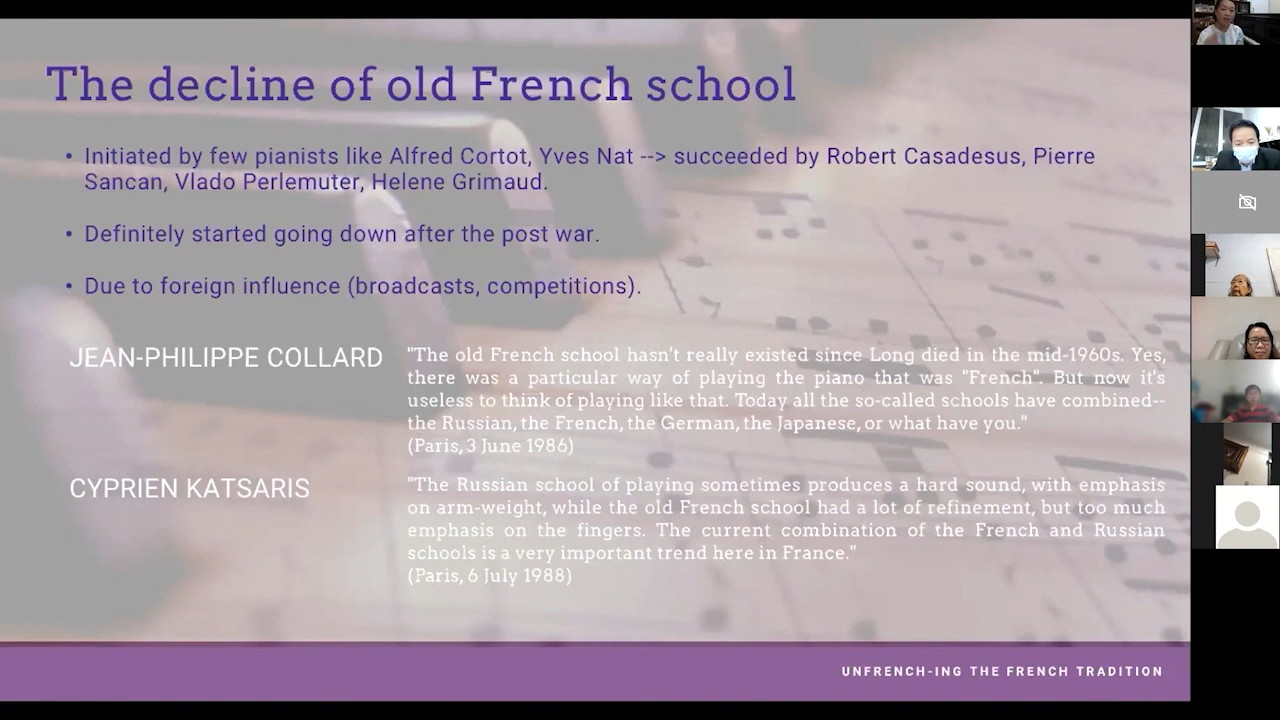 The decline of old French school
• Initiated by few pianists like Alfred Cortot, Yves Nat --> succeeded by Robert Casadesus, Pierre
Sancan, Vlado Perlemuter, Helene Grimaud.
• Definitely started going down after the post war.
• Due to foreign influence (broadcasts, competitions).
JEAN-PHILIPPE COLLARD
"The old French school hasn't really existed since Long died in the mid-1960s. Yes,
there was a particular way of playing the piano that was "French". But now it's
useless to think of playing like that. Today all the so-called schools have combined--
the Russian, the French, the German, the Japanese, or what have you."
(Paris, 3 June 1986)
CYPRIEN KATSARIS
"The Russian school of playing sometimes produces a hard sound, with emphasis
on arm-weight, while the old French school had a lot of refinement, but too much
emphasis on the fingers. The current combination of the French and Russian
schools is a very important trend here in France."
(Paris, 6 July 1988)
UNFRENCH-ING THE FRENCH TRADITION